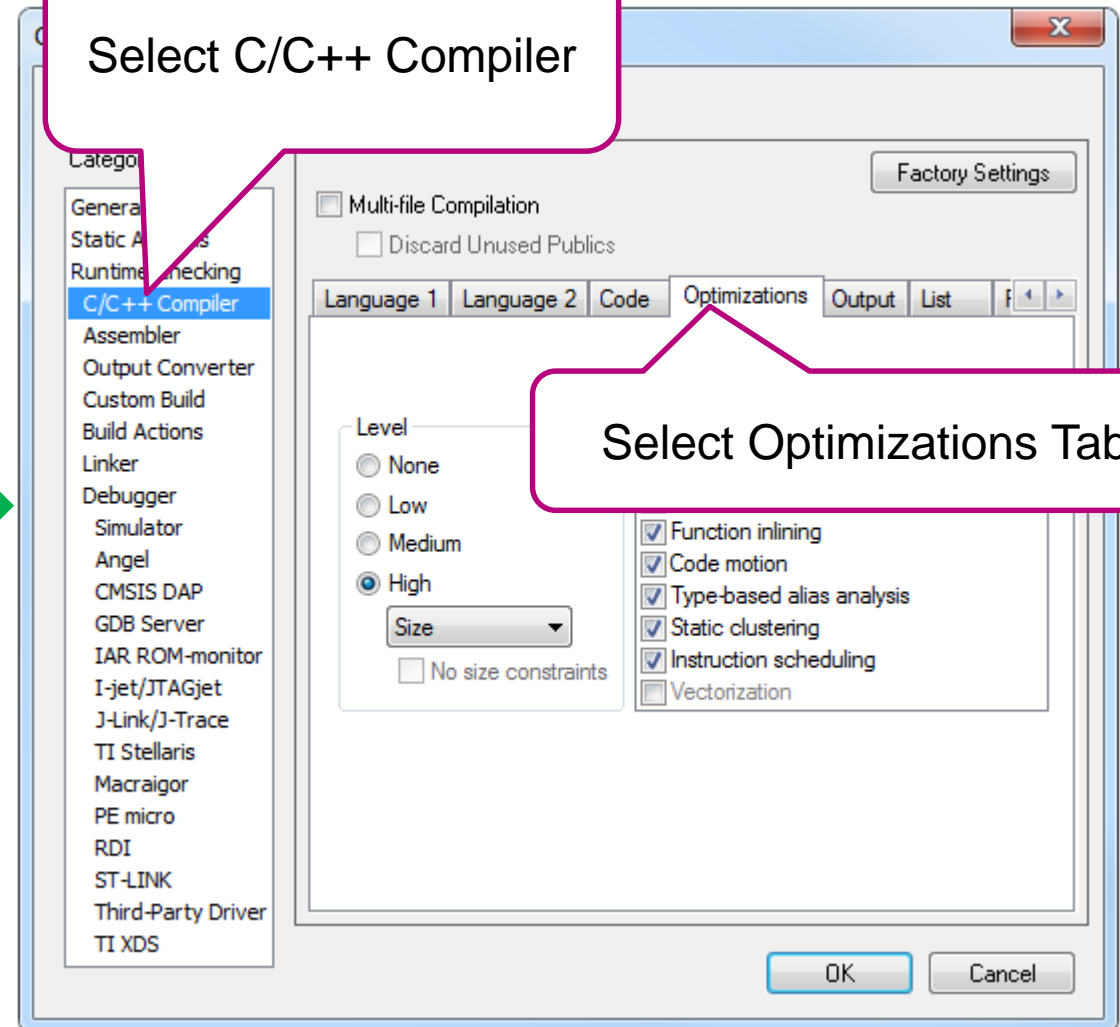 Select C/C++ Compiler
Factory Settings
Multi-file Compilation
Discard Unused Publics
Runtime
C/C++ Compiler
Assembler
Output Converter
Custom Build
Build Actions
Linker
Debugger
Simulator
Angel
CMSIS DAP
GDB Server
IAR ROM-monitor
I-jet/JTAGjet
J-Link/J-Trace
TI Stellaris
Macraigor
PE micro
RDI
ST-LINK
Third-Party Driver
TI XDS
Language 1 Language 2 Code Optimizations Output List
Select Optimizations Tab
Level
None
Low
Medium
High
Size
No size constraints
Function inlining
Code motion
Type-based alias analysis
Static clustering
Instruction scheduling
Vectorization
OK Cancel